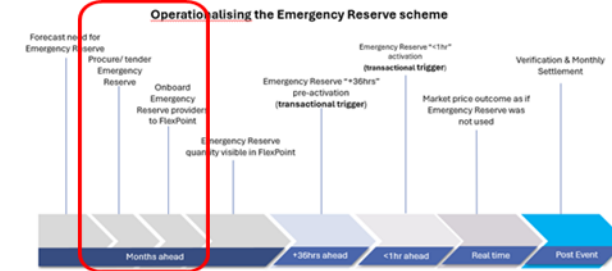 Operationalising the Emergency Reserve scheme
Forecast need for
Emergency Reserve
Procure/ tender
Emergency
Reserve
Onboard
Emergency
Reserve providers
to FlexPoint
Emergency Reserve
quantity visible in FlexPoint
Emergency Reserve "+36hrs"
pre-activation
(transactional trigger)
Emergency Reserve "<1hr"
activation
(transactional trigger)
Market price outcome as if
Emergency Reserve was
not used
Verification & Monthly
Settlement
Months ahead
+36hrs ahead
<1hr ahead
Real time
Post Event